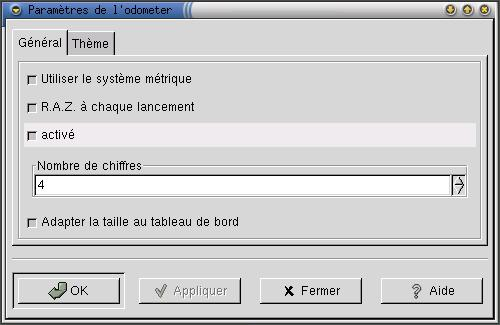 Paramètres de l'odometer
Général Thème
Utiliser le système métrique
R.A.Z. à chaque lancement
activé
Nombre de chiffres
4
Adapter la taille au tableau de bord
OK Appliquer Fermer Aide